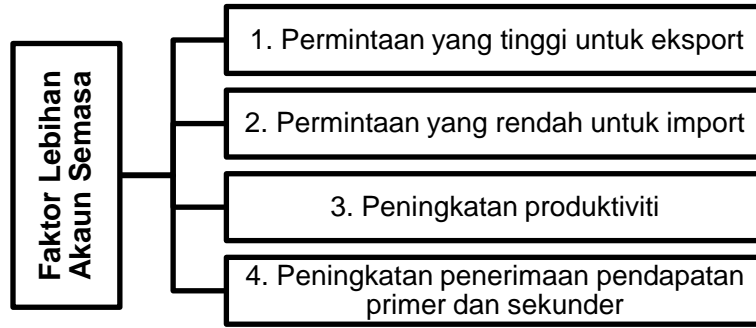 Faktor Lebihan
Akaun Semasa
1. Permintaan yang tinggi untuk eksport
2. Permintaan yang rendah untuk import
3. Peningkatan produktiviti
4. Peningkatan penerimaan pendapatan
primer dan sekunder